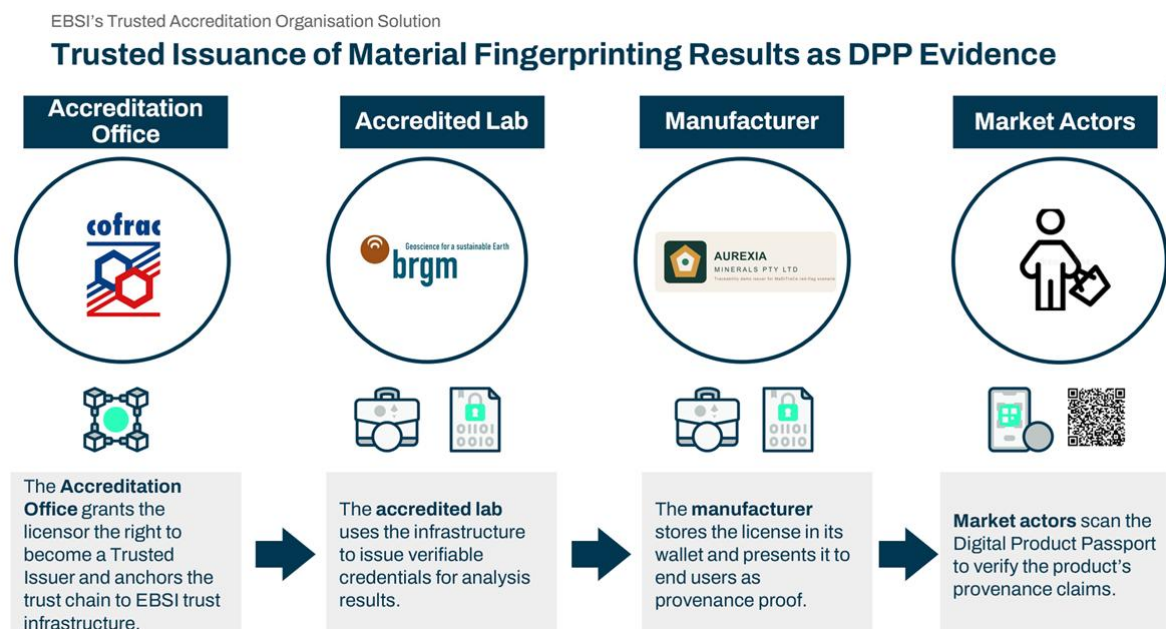 EBSI's Trusted Accreditation Organisation Solution
Trusted Issuance of Material Fingerprinting Results as DPP Evidence
Accreditation
Office
Accredited Lab
Manufacturer
Market Actors
cofrac
Geoscience for a sustainable Earth
brgm
AUREXIA
MINERALS PTY LTD
01101
0010
01101
0010
The Accreditation
Office grants the
licensor the right to
become a Trusted
Issuer and anchors the
trust chain to EBSI trust
infrastructure.
The accredited lab
uses the infrastructure
to issue verifiable
credentials for analysis
results.
The manufacturer
stores the license in its
wallet and presents it to
end users as
provenance proof.
Market actors scan the
Digital Product Passport
to verify the product's
provenance claims.